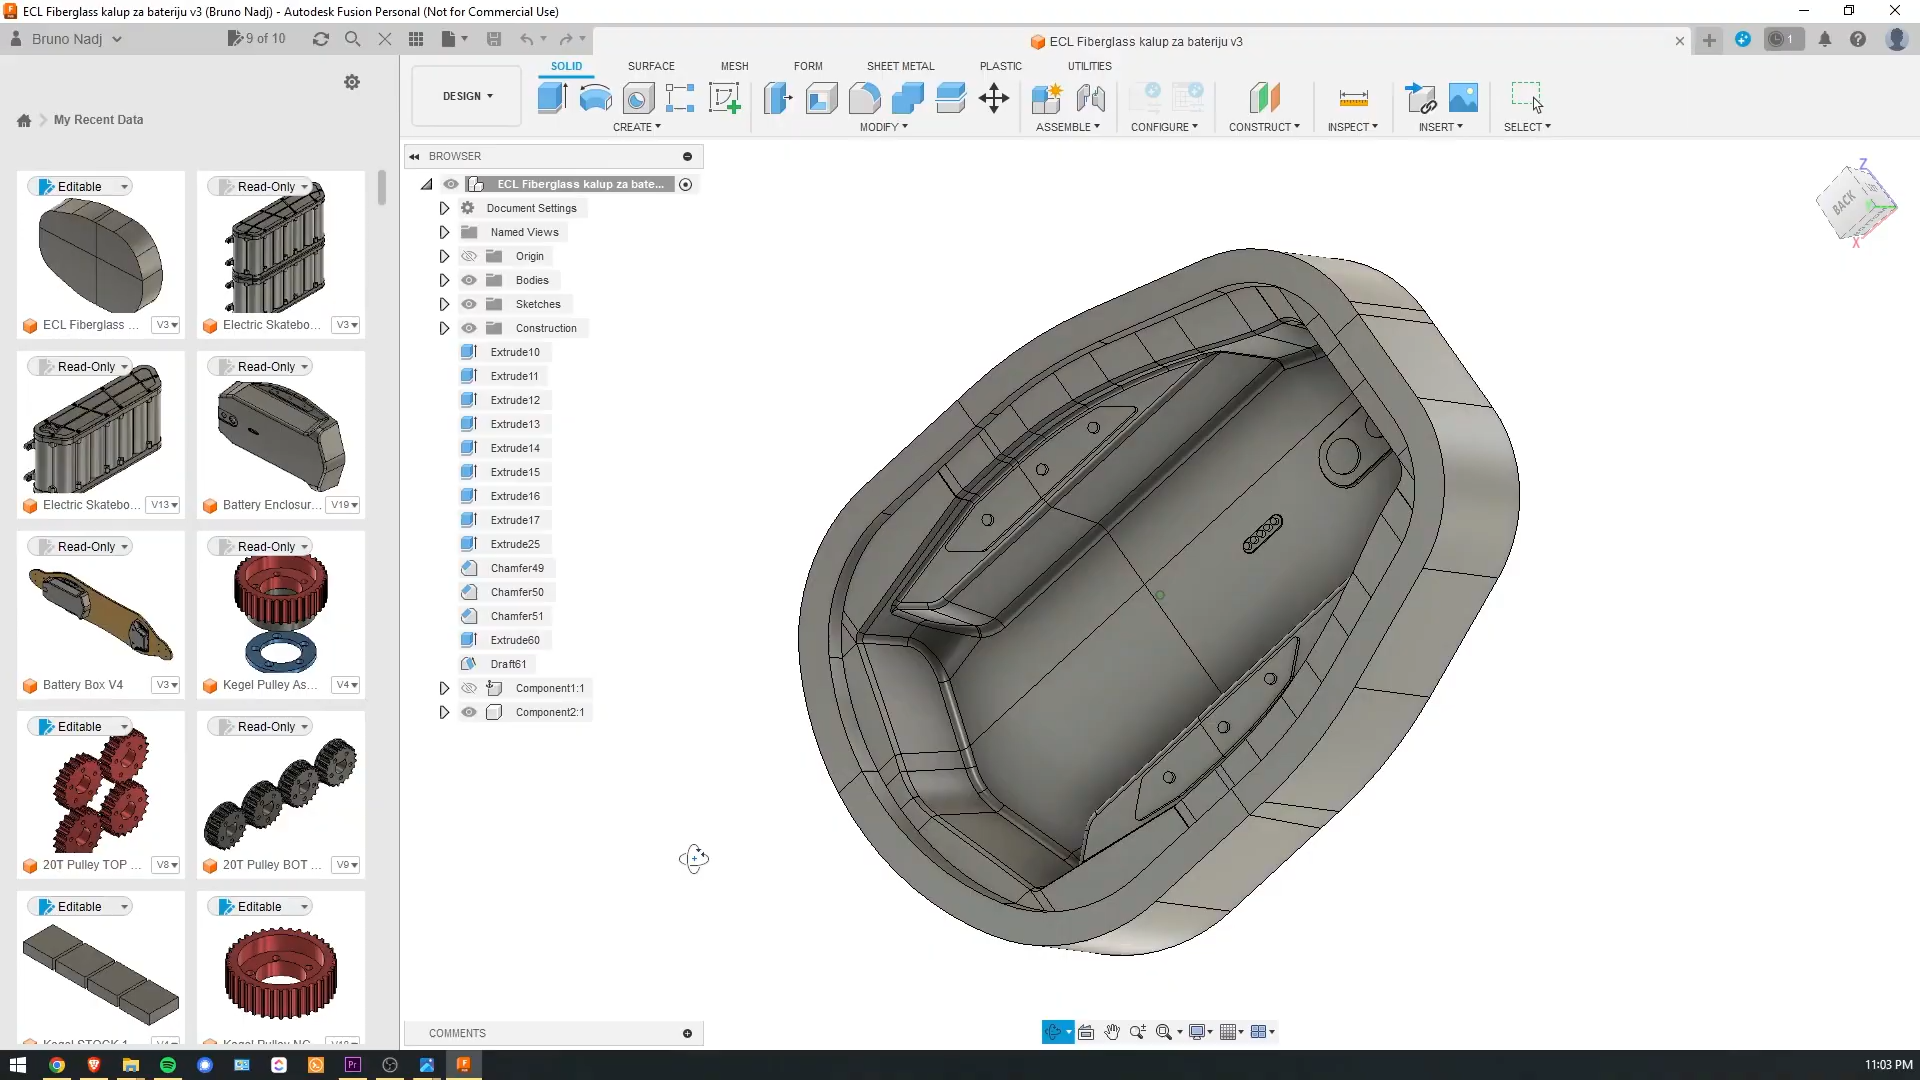 ECL Fiberglass kalup za bateriju v3 (Bruno Nadj) - Autodesk Fusion Personal (Not for Commercial Use)
Bruno Nadj
9 of 10
ECL Fiberglass kalup za bateriju v3
1
SOLID
SURFACE
MESH
FORM
SHEET METAL
PLASTIC
UTILITIES
DESIGN
CREATE
MODIFY
ASSEMBLE
CONFIGURE
CONSTRUCT
INSPECT
INSERT
SELECT
My Recent Data
Editable
ECL Fiberglass ...
V3
Read-Only
Electric Skatebo...
V3
Read-Only
Electric Skatebo...
V13
Read-Only
Battery Enclosur...
V19
Read-Only
Battery Box V4
V3
Read-Only
Kegel Pulley As...
V4
Editable
20T Pulley TOP ...
V8
Read-Only
20T Pulley BOT ...
V9
Editable
Editable
BROWSER
ECL Fiberglass kalup za bate...
Document Settings
Named Views
Origin
Bodies
Sketches
Construction
Extrude10
Extrude11
Extrude12
Extrude13
Extrude14
Extrude15
Extrude16
Extrude17
Extrude25
Chamfer49
Chamfer50
Chamfer51
Extrude60
Draft61
Component1:1
Component2:1
Z
BACK
X
COMMENTS
Pr
11:03 PM